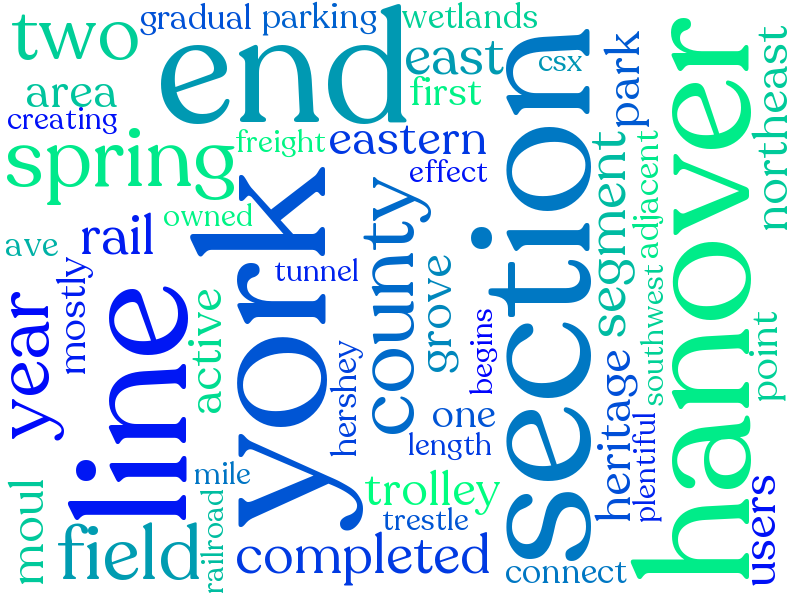 gradual parking
wetlands
two
end
east
csx
area
first
creating
park
northeast
spring
freight
eastern
effect
section
hanover
segment
adjacent
owned
york
county
rail
ave
tunnel
mostly
line
year
active
grove
southwest
begins
point
hershey
heritage
one
length
plentiful
mile
trolley
users
moul
railroad
trestle
field
completed
connect